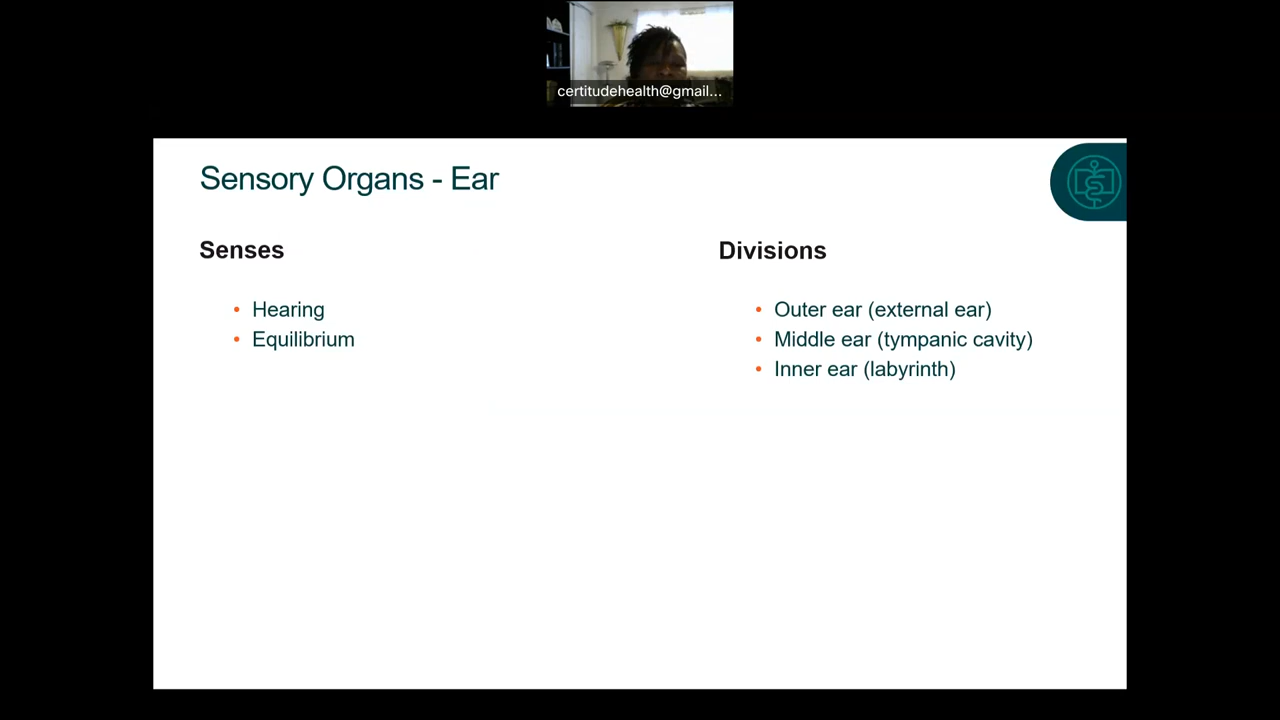 certitudehealth@gmail...
Sensory Organs - Ear
Senses
• Hearing
• Equilibrium
Divisions
• Outer ear (external ear)
• Middle ear (tympanic cavity)
• Inner ear (labyrinth)